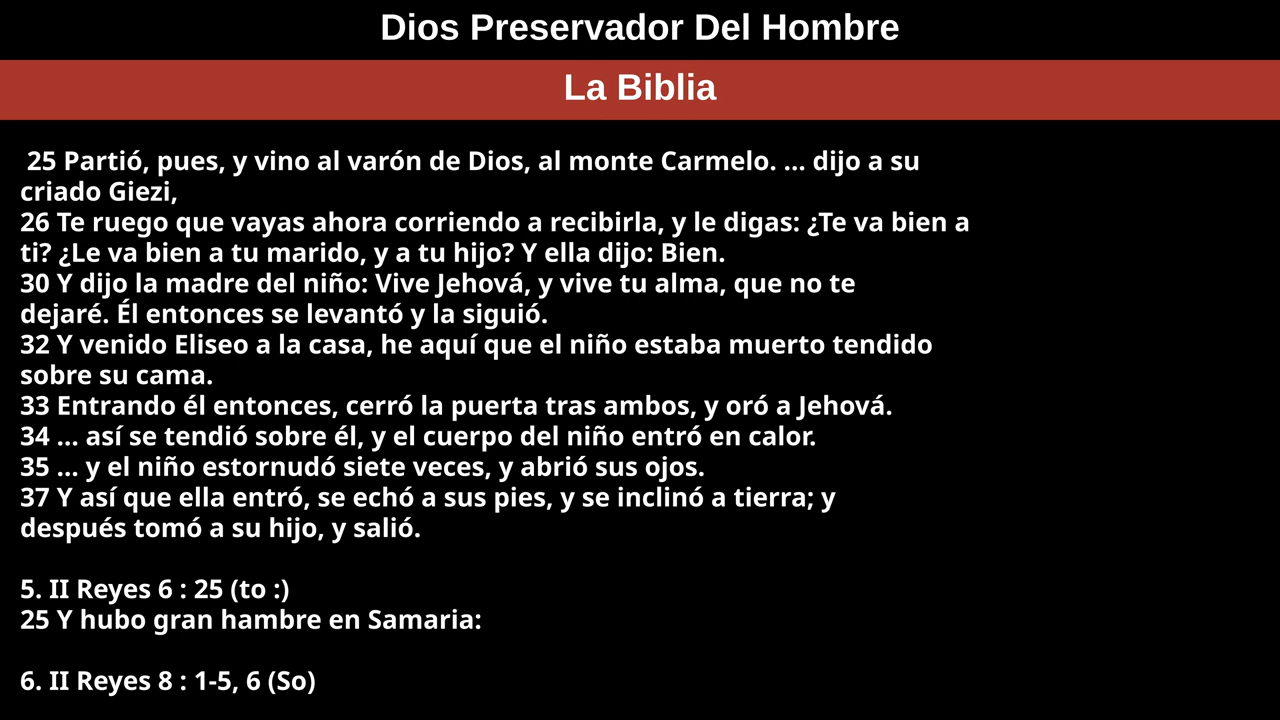 Dios Preservador Del Hombre
La Biblia
25 Partió, pues, y vino al varón de Dios, al monte Carmelo. ... dijo a su
criado Giezi,
26 Te ruego que vayas ahora corriendo a recibirla, y le digas: ¿Te va bien a
ti? ¿Le va bien a tu marido, y a tu hijo? Y ella dijo: Bien.
30 Y dijo la madre del niño: Vive Jehová, y vive tu alma, que no te
dejaré. Él entonces se levantó y la siguió.
32 Y venido Eliseo a la casa, he aquí que el niño estaba muerto tendido
sobre su cama.
33 Entrando él entonces, cerró la puerta tras ambos, y oró a Jehová.
34 ... así se tendió sobre él, y el cuerpo del niño entró en calor.
35 ... y el niño estornudó siete veces, y abrió sus ojos.
37 Y así que ella entró, se echó a sus pies, y se inclinó a tierra; y
después tomó a su hijo, y salió.
5. II Reyes 6 : 25 (to :)
25 Y hubo gran hambre en Samaria:
6. II Reyes 8 : 1-5, 6 (So)